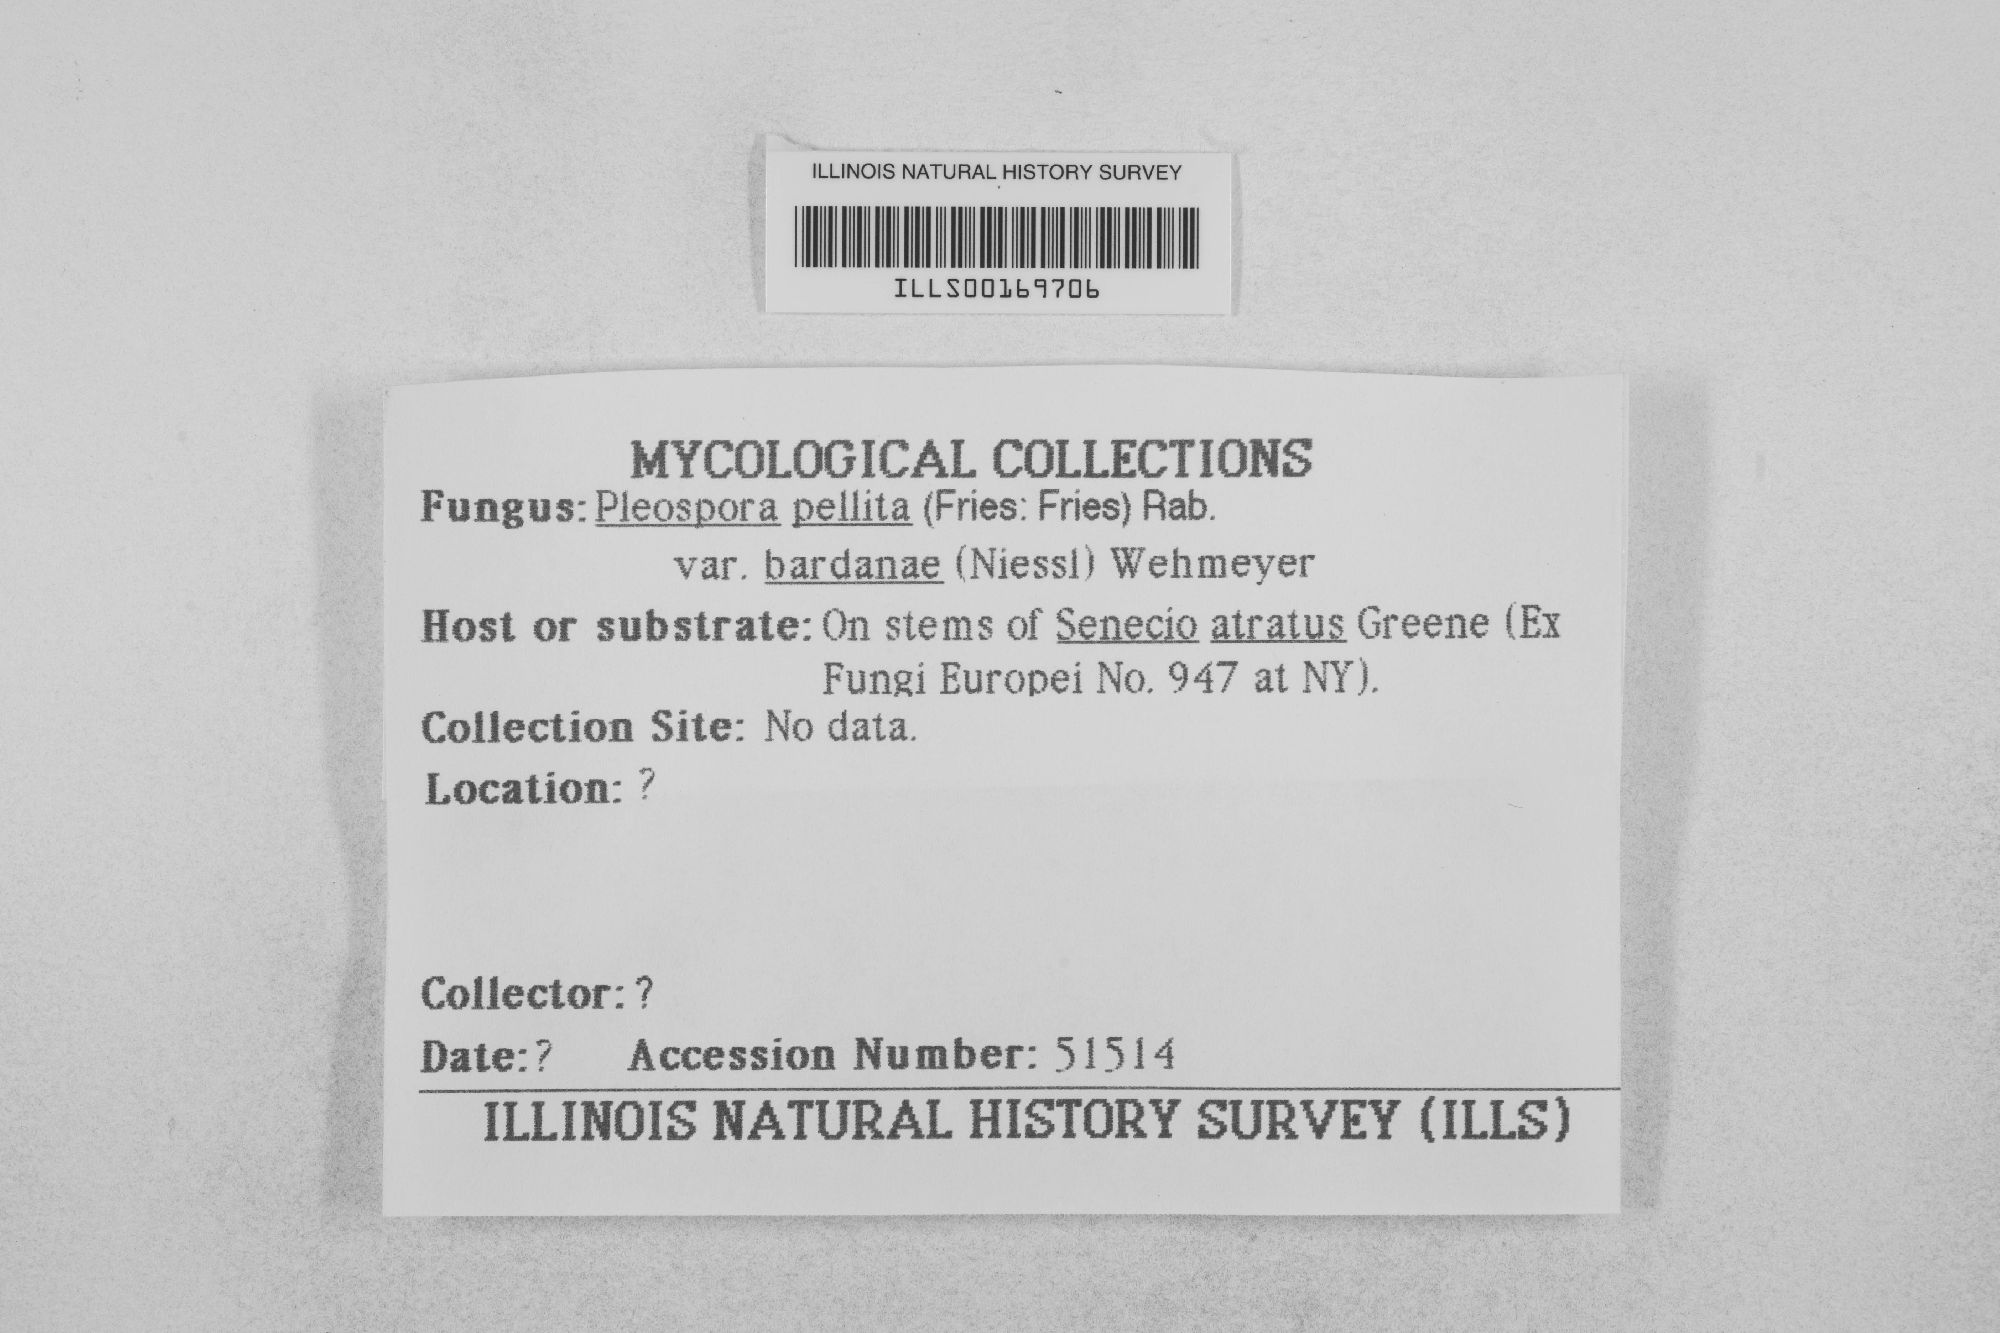 ILLINOIS NATURAL HISTORY SURVEY
ILLS00169706
MYCOLOGICAL COLLECTIONS
Fungus: Pleospora pellita (Fries: Fries) Rab.
var. bardanae (Niessl) Wehmeyer
Host or substrate: On stems of Senecio atratus Greene (Ex
Fungi Europei No. 947 at NY).
Collection Site: No data.
Location: ?
Collector: ?
Date: ? Accession Number: 51514
ILLINOIS NATURAL HISTORY SURVEY (ILLS)